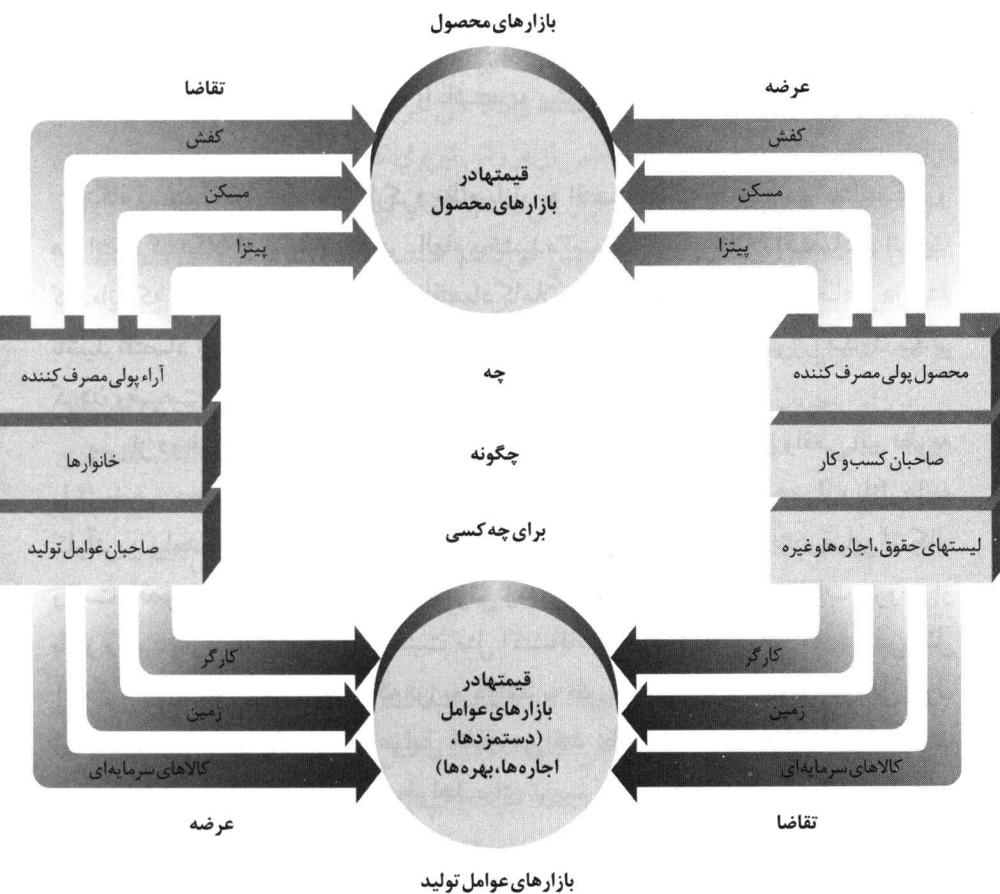 بازارهای محصول
عرضه
تقاضا
کفش
کفش
قیمتها در
بازارهای محصول
مسکن
مسکن
پیتزا
پیتزا
محصول پولی مصرف کننده
چه
آراء پولی مصرف کننده
صاحبان کسب و کار
چگونه
خانوارها
لیستهای حقوق، اجاره‌ها و غیره
برای چه کسی
صاحبان عوامل تولید
کارگر
کارگر
قیمتها در
بازارهای عوامل
(دستمزدها،
اجاره‌ها، بهره‌ها)
زمین
زمین
کالاهای سرمایه‌ای
کالاهای سرمایه‌ای
تقاضا
عرضه
بازارهای عوامل تولید